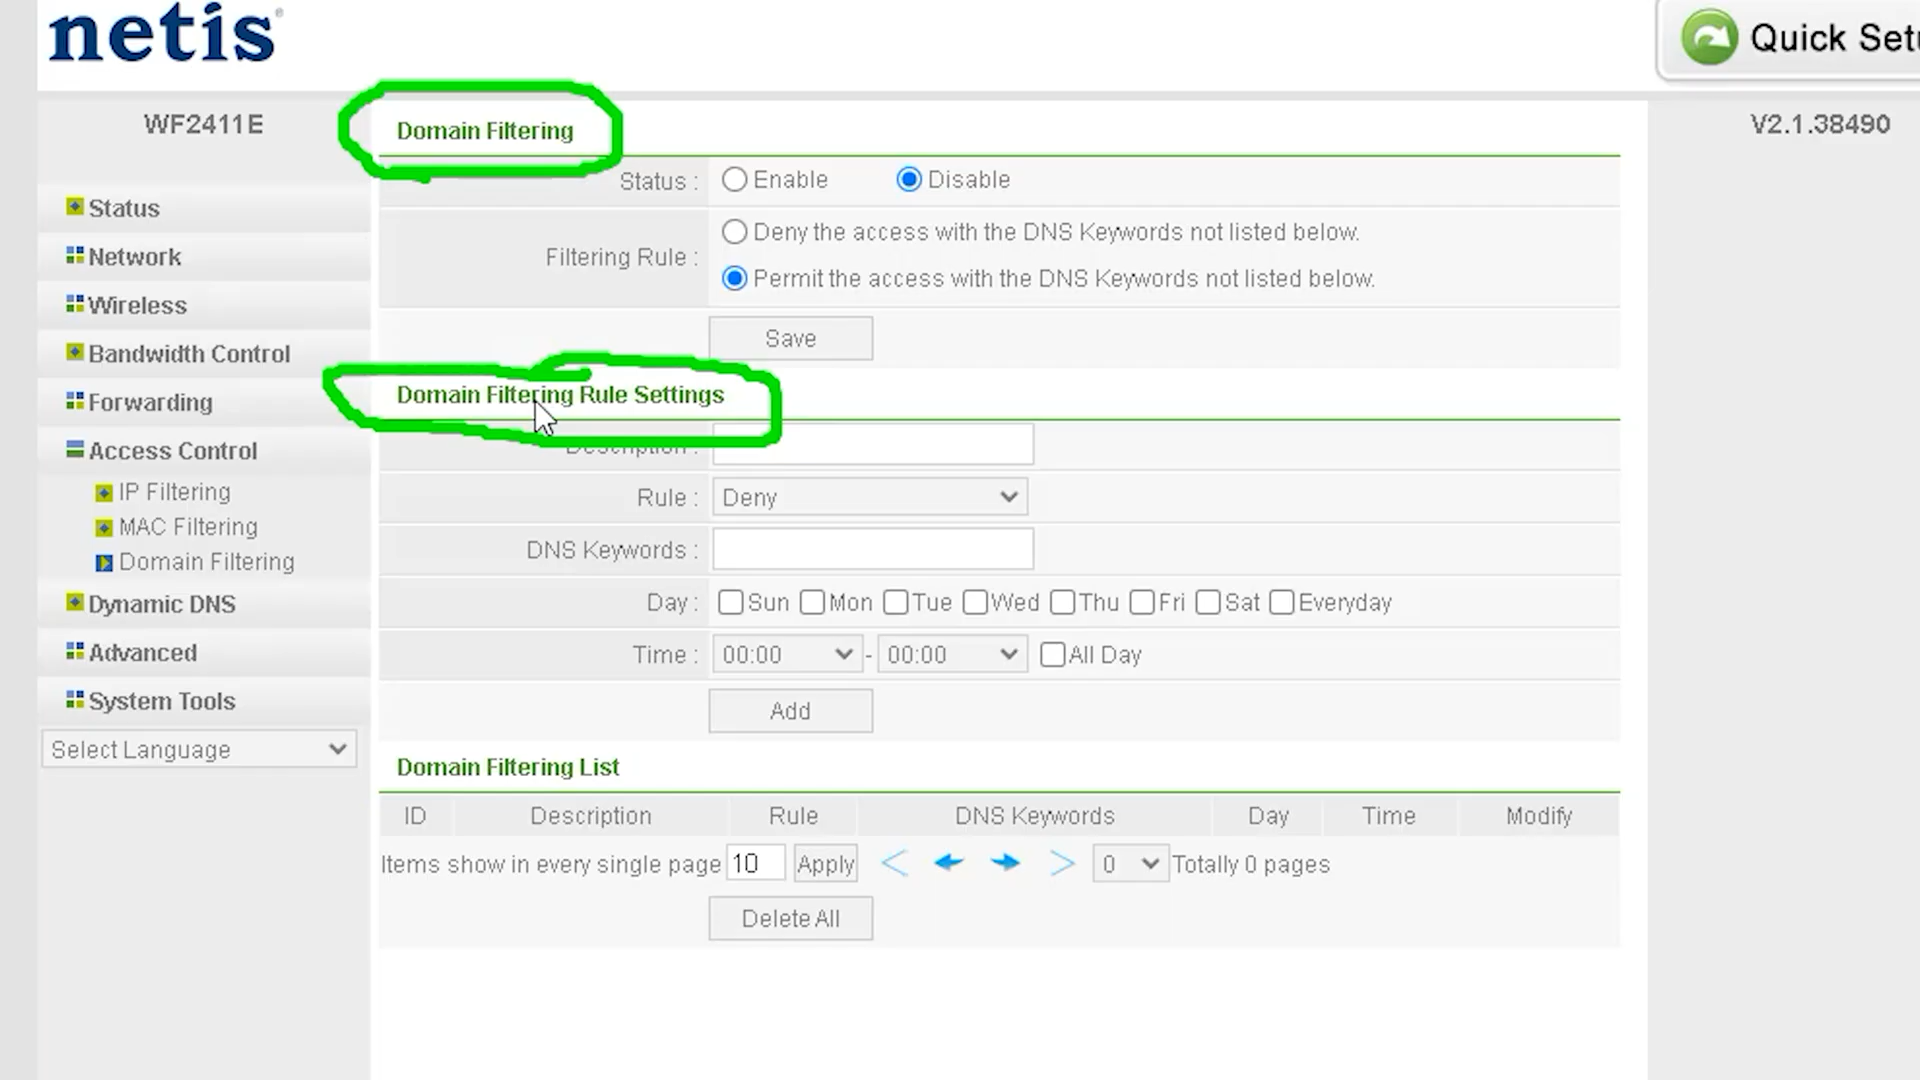 netis®
Quick Set
WF2411E
V2.1.38490
Status
Network
Wireless
Bandwidth Control
Forwarding
Access Control
IP Filtering
MAC Filtering
Domain Filtering
Dynamic DNS
Advanced
System Tools
Select Language
Domain Filtering
Status : Enable Disable
Filtering Rule : Deny the access with the DNS Keywords not listed below.
Permit the access with the DNS Keywords not listed below.
Save
Domain Filtering Rule Settings
Description :
Rule : Deny
DNS Keywords :
Day : Sun Mon Tue Wed Thu Fri Sat Everyday
Time : 00:00 - 00:00 All Day
Add
Domain Filtering List
ID Description Rule DNS Keywords Day Time Modify
Items show in every single page 10 Apply < > 0 Totally 0 pages
Delete All